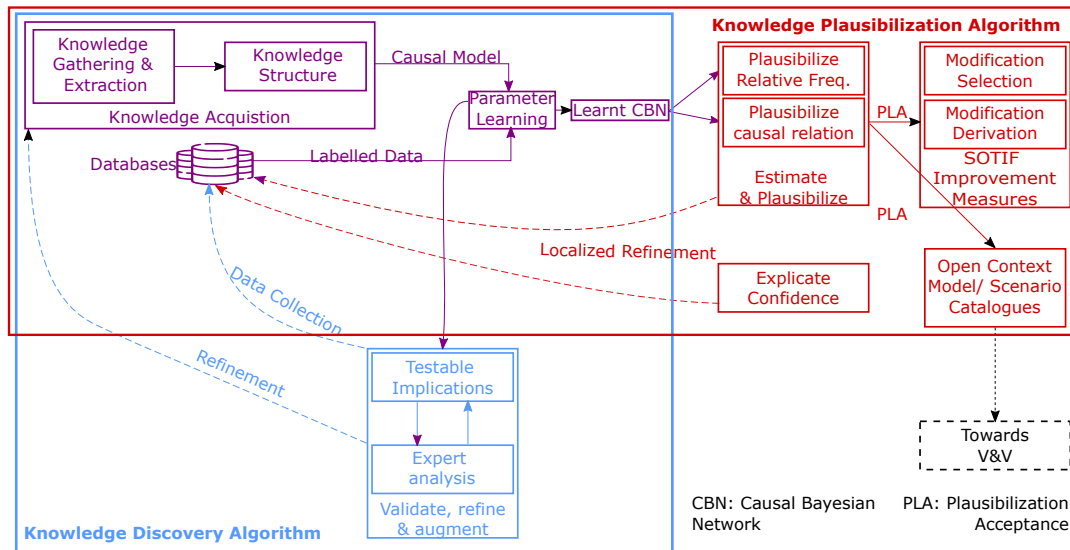 Knowledge Plausibilization Algorithm
Knowledge
Gathering &
Extraction
Knowledge
Structure
Knowledge Acquistion
Causal Model
Parameter
Learning
Learnt CBN
Databases
Labelled Data
Plausibilize
Relative Freq.
Plausibilize
causal relation
Estimate
& Plausibilize
PLA
PLA
Modification
Selection
Modification
Derivation
SOTIF
Improvement
Measures
Localized Refinement
Explicate
Confidence
Open Context
Model/ Scenario
Catalogues
Data Collection
Refinement
Testable
Implications
Expert
analysis
Validate, refine
& augment
Knowledge Discovery Algorithm
Towards
V&V
CBN: Causal Bayesian
Network
PLA: Plausibilization
Acceptance